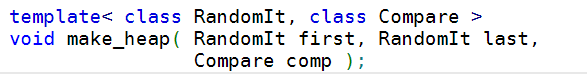 template< class RandomIt, class Compare >
void make_heap( RandomIt first, RandomIt last,
                Compare comp );